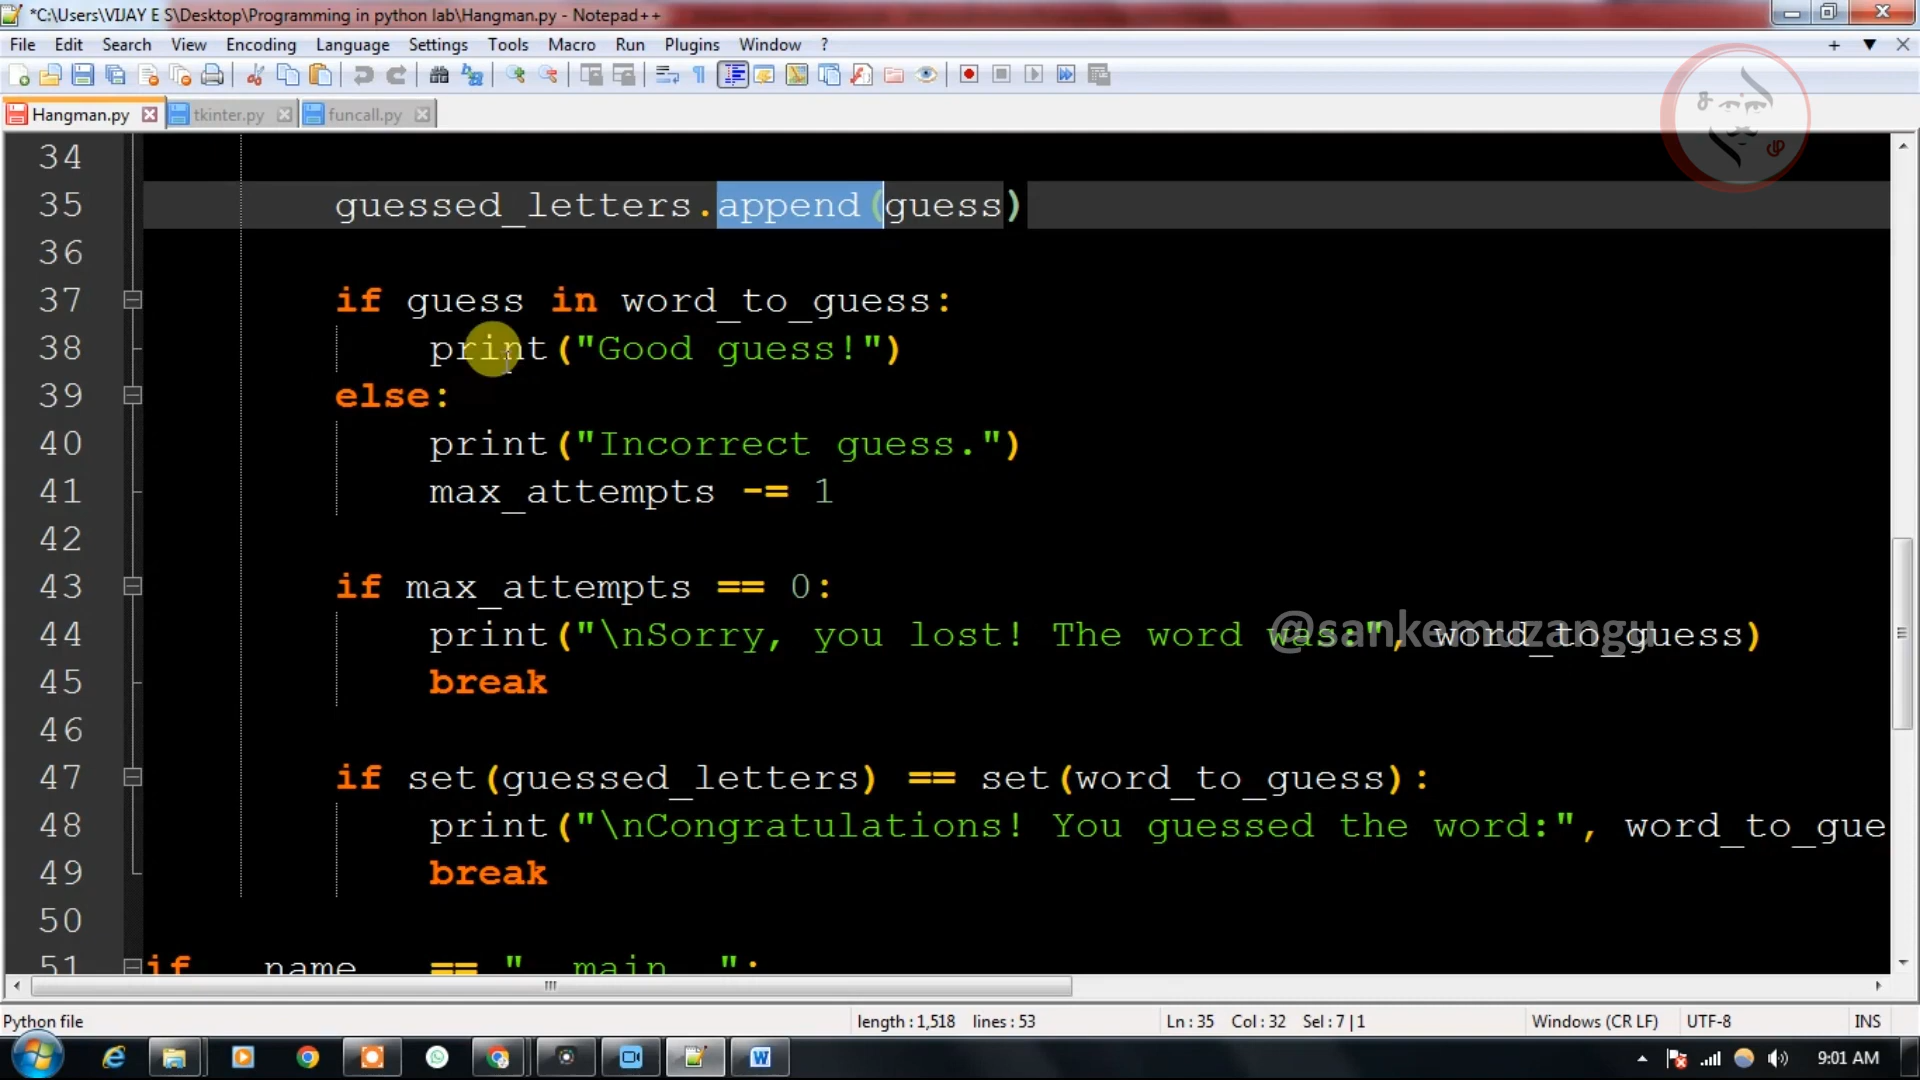 *C:\Users\VIJAY E S\Desktop\Programming in python lab\Hangman.py - Notepad++
File Edit Search View Encoding Language Settings Tools Macro Run Plugins Window ?
Hangman.py tkinter.py funcall.py
34
35 guessed_letters.append(guess)
36
37 if guess in word_to_guess:
38 print("Good guess!")
39 else:
40 print("Incorrect guess.")
41 max_attempts -= 1
42
43 if max_attempts == 0:
44 print("\nSorry, you lost! The word was:", word_to_guess)
@sankemuzangu
45 break
46
47 if set(guessed_letters) == set(word_to_guess):
48 print("\nCongratulations! You guessed the word:", word_to_gue
49 break
50
51 if __name__ == "__main__":
Python file length : 1,518 lines : 53 Ln : 35 Col : 32 Sel : 7 | 1 Windows (CR LF) UTF-8 INS
9:01 AM